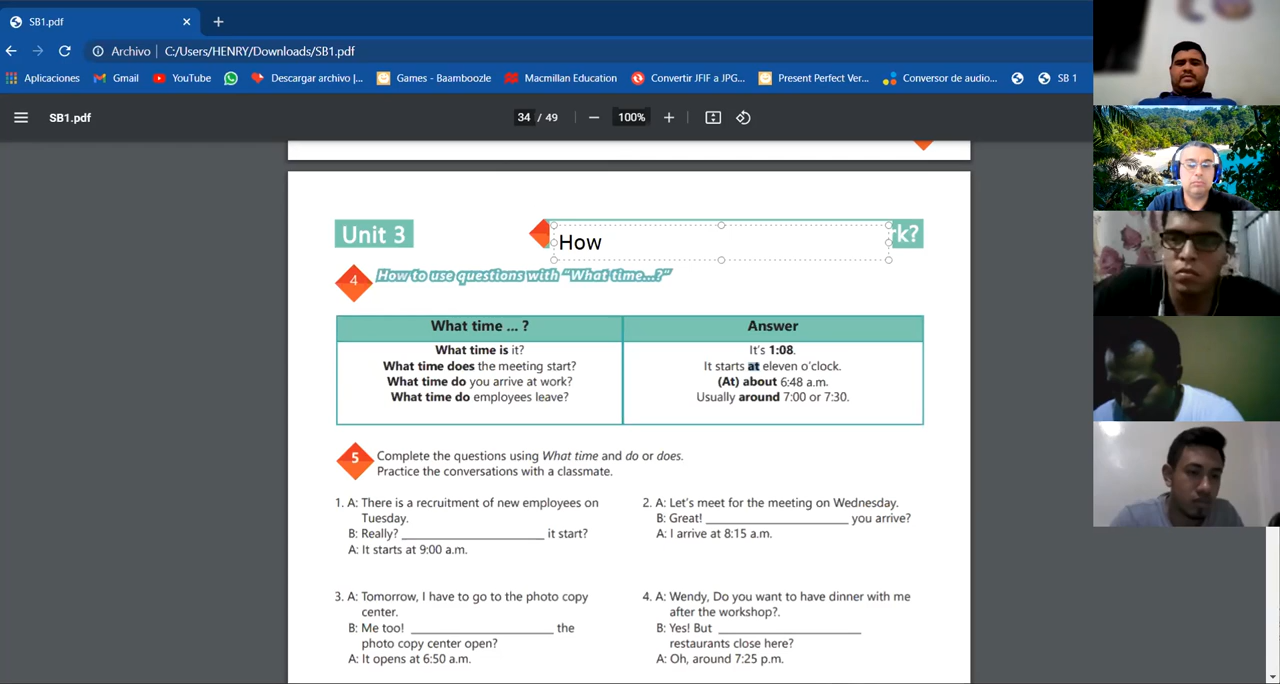 SB1.pdf
Archivo
C:/Users/HENRY/Downloads/SB1.pdf
Aplicaciones
Gmail
YouTube
Descargar archivo |...
Games - Baamboozle
Macmillan Education
Convertir JFIF a JPG...
Present Perfect Ver...
Conversor de audio...
SB 1
SB1.pdf
34 / 49
100%
Unit 3
How
rk?
4
How to use questions with “What time...?”
What time ... ?
Answer
What time is it?
It’s 1:08.
What time does the meeting start?
It starts at eleven o’clock.
What time do you arrive at work?
(At) about 6:48 a.m.
What time do employees leave?
Usually around 7:00 or 7:30.
5
Complete the questions using What time and do or does.
Practice the conversations with a classmate.
1. A: There is a recruitment of new employees on
Tuesday.
B: Really? ______________________ it start?
A: It starts at 9:00 a.m.
2. A: Let’s meet for the meeting on Wednesday.
B: Great! ______________________ you arrive?
A: I arrive at 8:15 a.m.
3. A: Tomorrow, I have to go to the photo copy
center.
B: Me too! ______________________ the
photo copy center open?
A: It opens at 6:50 a.m.
4. A: Wendy, Do you want to have dinner with me
after the workshop?.
B: Yes! But ______________________
restaurants close here?
A: Oh, around 7:25 p.m.